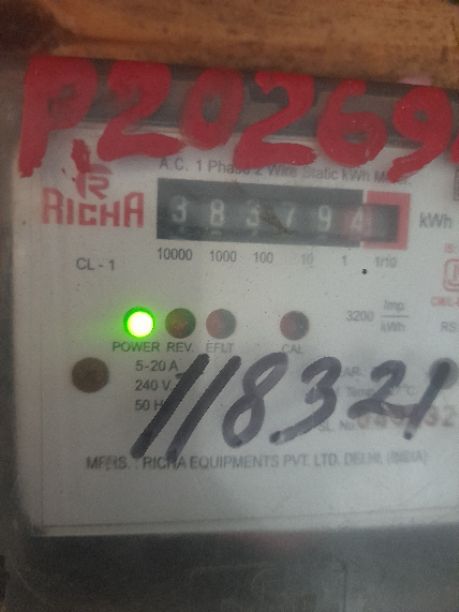 P20269
A.C. 1 Phase 2 Wire Static kWh Meter
RICHA
383794
kWh
CL-1
10000 1000 100 10 1 1/10
3200 Imp./kWh
POWER REV. EFLT CAL
5-20 A
240 V
50 H
118321
SL No.
MFRS. : RICHA EQUIPMENTS PVT. LTD. DELHI, (INDIA)